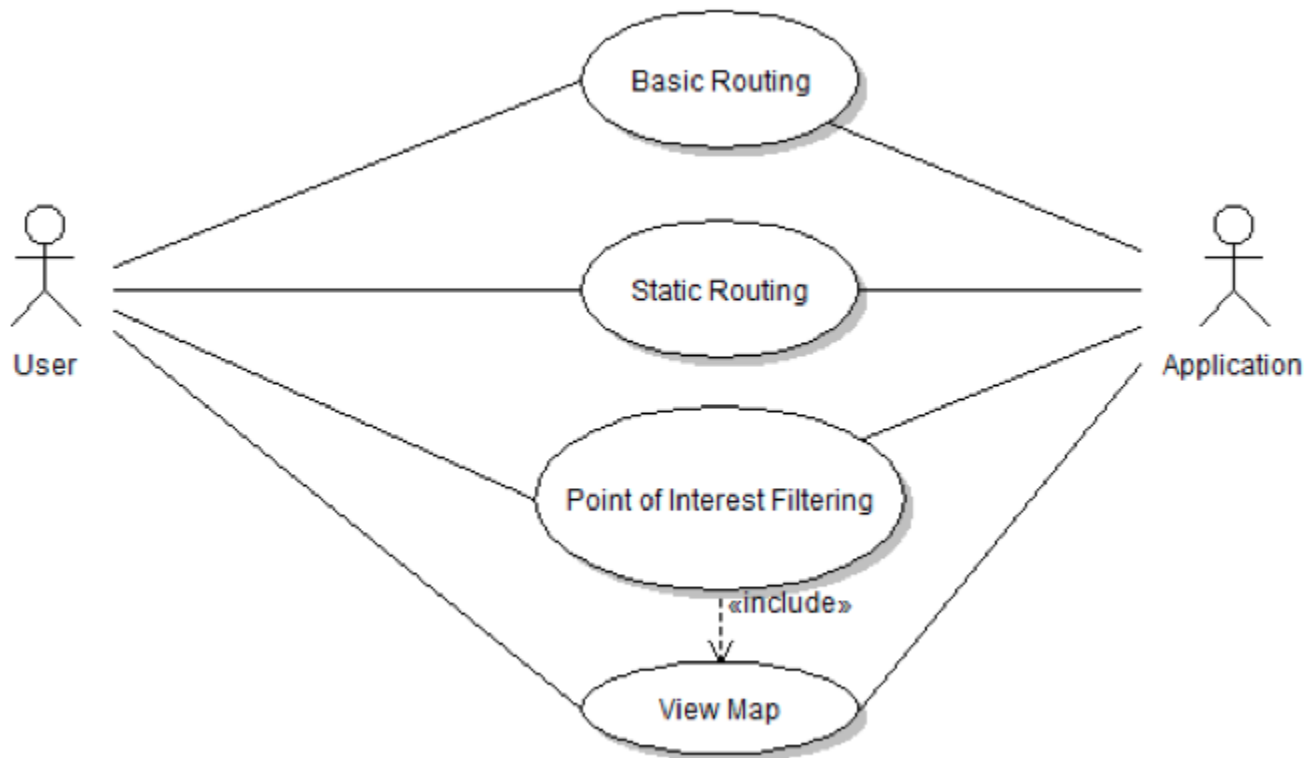 Basic Routing
Static Routing
User
Application
Point of Interest Filtering
«include»
View Map